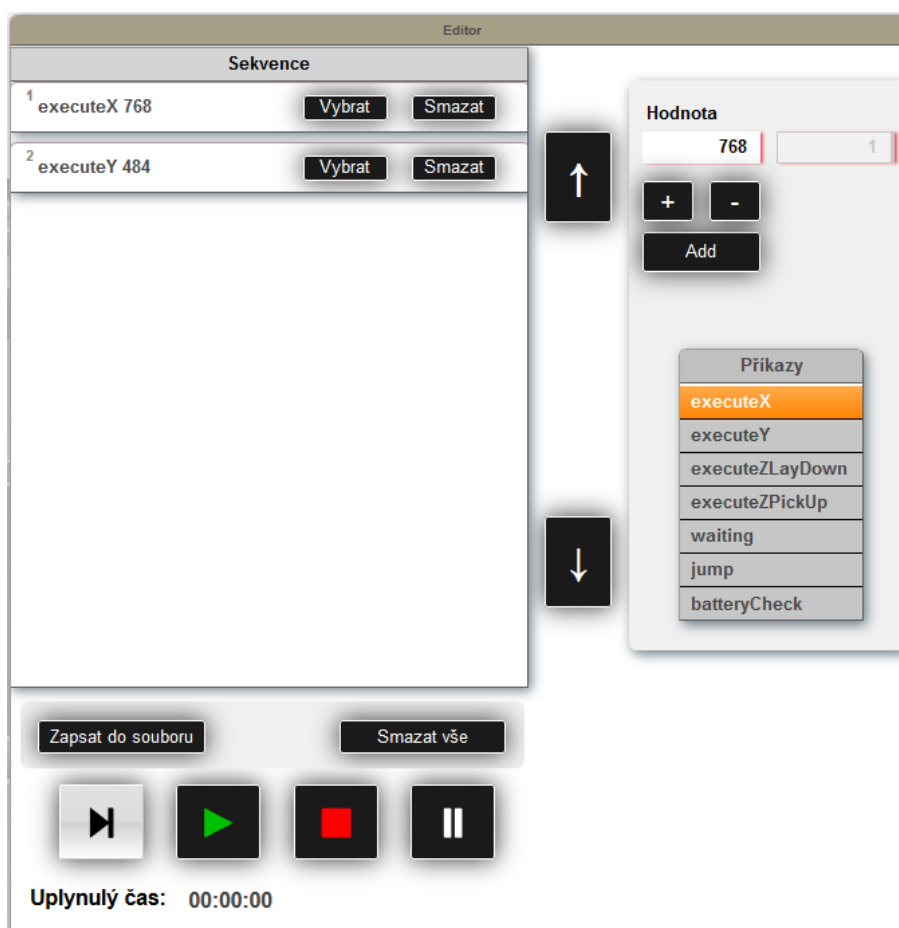 Editor
Sekvence
1 executeX 768 Vybrat Smazat
2 executeY 484 Vybrat Smazat
Hodnota
768 1
+ -
Add
Příkazy
executeX
executeY
executeZLayDown
executeZPickUp
waiting
jump
batteryCheck
Zapsat do souboru Smazat vše
Uplynulý čas: 00:00:00